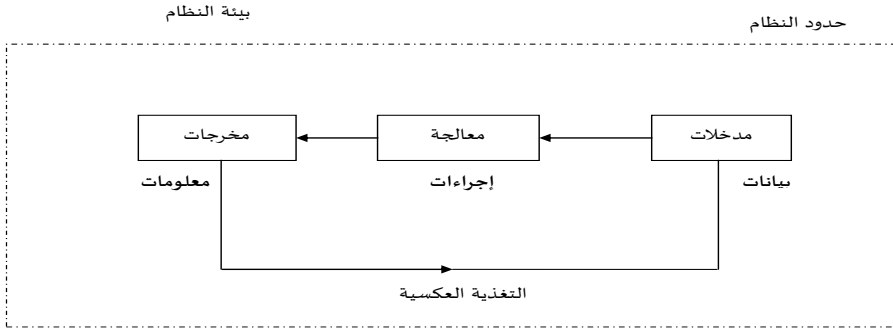 حدود النظام
بيئة النظام
مدخلات
معالجة
مخرجات
بيانات
إجراءات
معلومات
التغذية العكسية